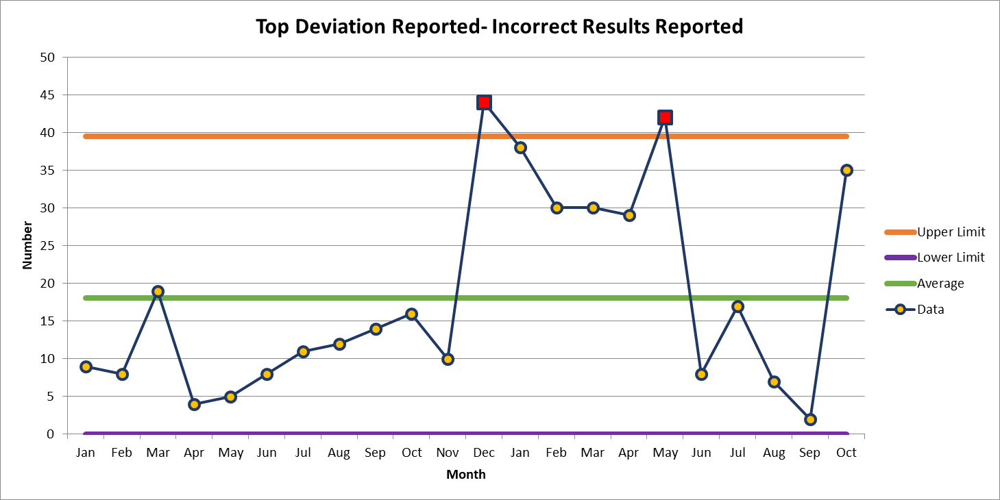 Top Deviation Reported- Incorrect Results Reported
50
45
40
35
30
25
20
15
10
5
0
Number
Jan Feb Mar Apr May Jun Jul Aug Sep Oct Nov Dec Jan Feb Mar Apr May Jun Jul Aug Sep Oct
Month
Upper Limit
Lower Limit
Average
Data